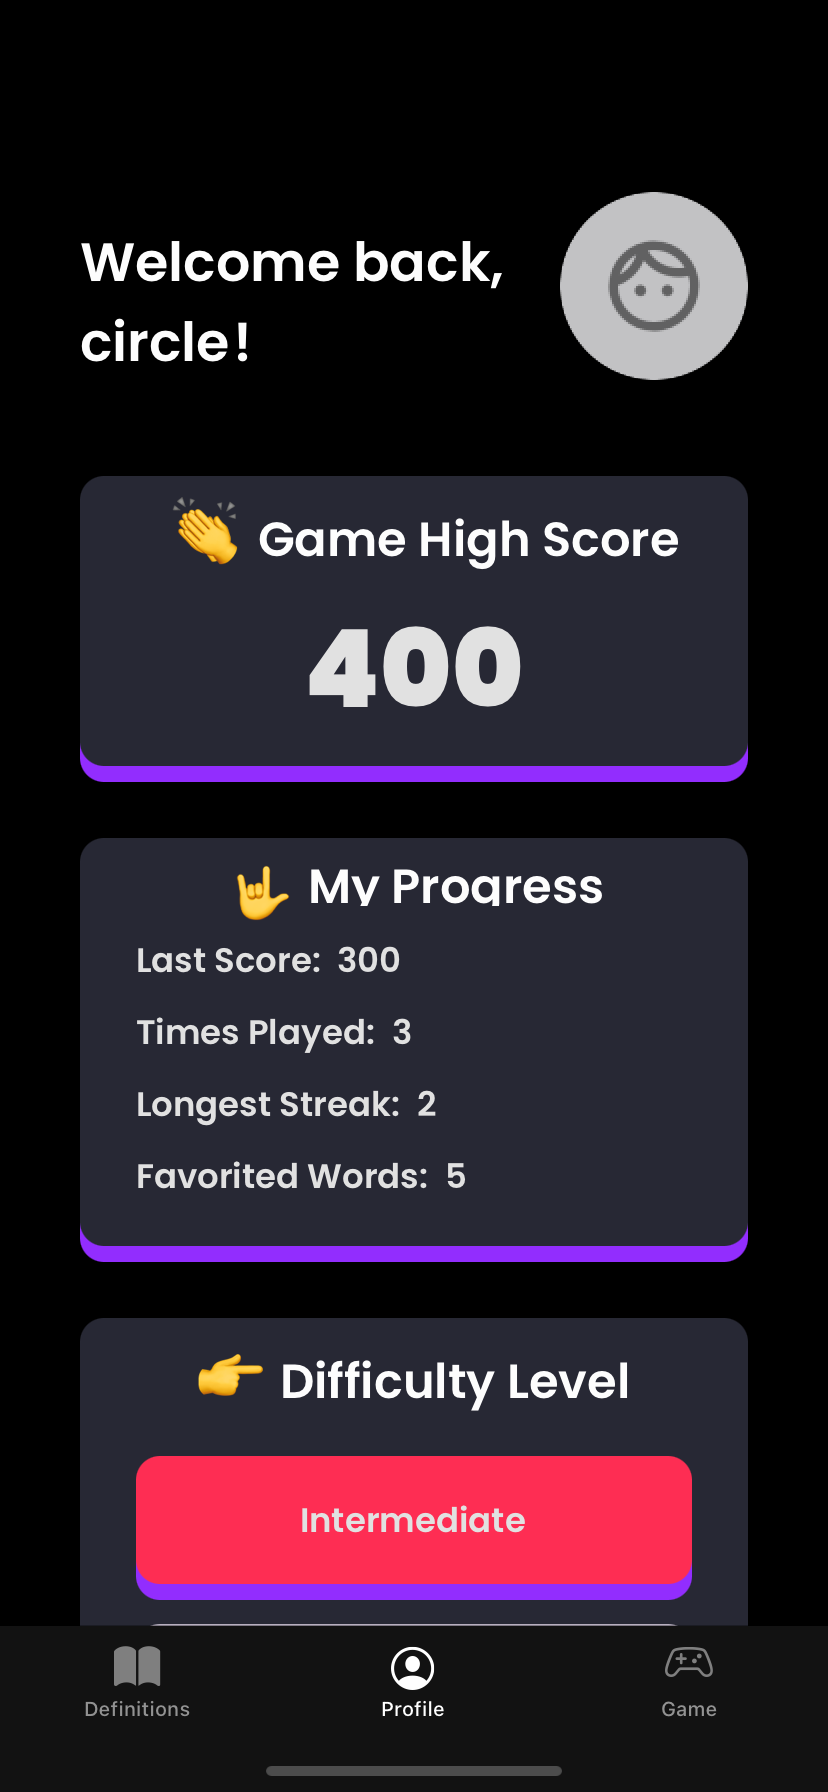 Welcome back,
circle!
Game High Score
400
My Progress
Last Score: 300
Times Played: 3
Longest Streak: 2
Favorited Words: 5
Difficulty Level
Intermediate
Definitions
Profile
Game